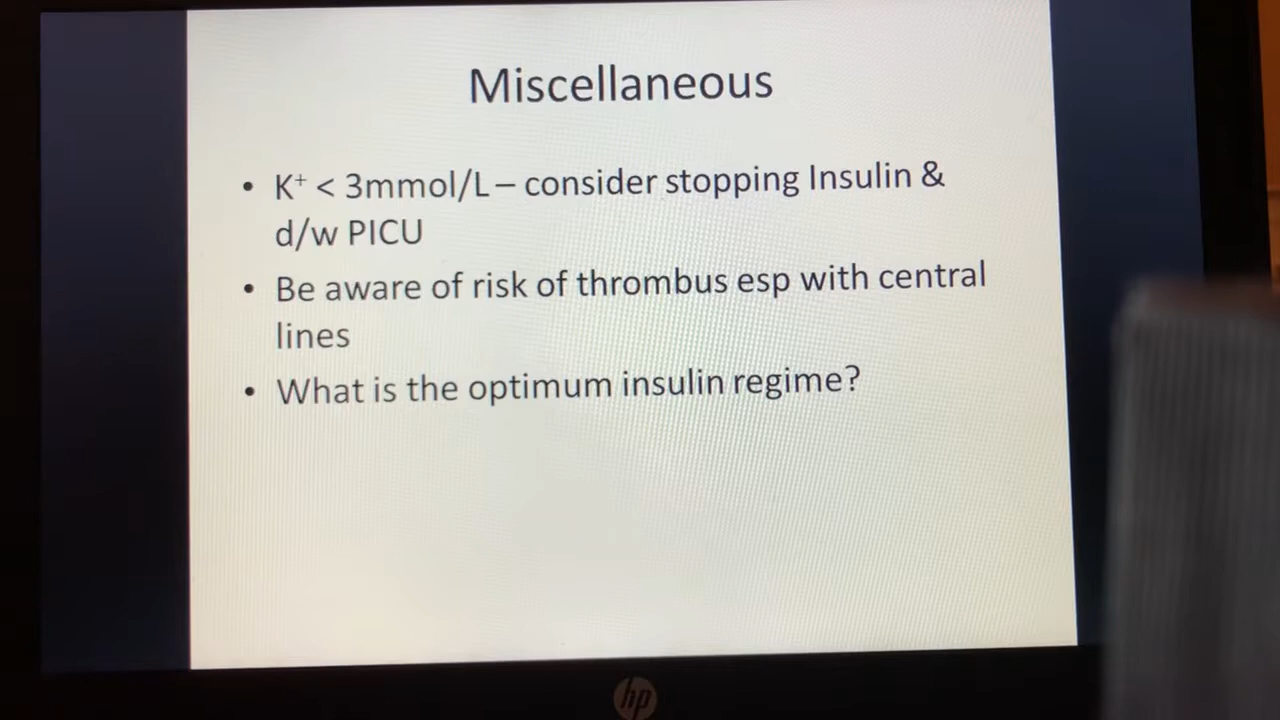 Miscellaneous
• K⁺ < 3mmol/L – consider stopping Insulin &
d/w PICU
• Be aware of risk of thrombus esp with central
lines
• What is the optimum insulin regime?
hp